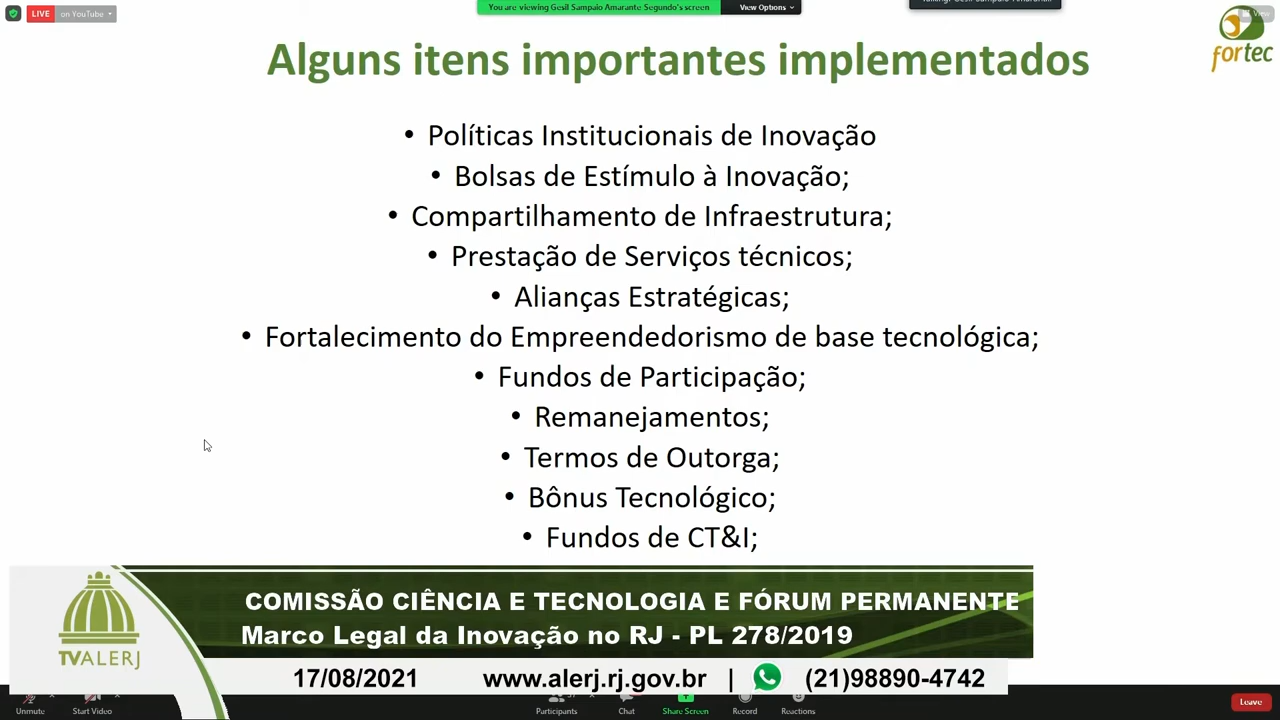 LIVE on YouTube
You are viewing Gesil Sampaio Amarante Segundo's screen
View Options
View
Alguns itens importantes implementados
fortec
• Políticas Institucionais de Inovação
• Bolsas de Estímulo à Inovação;
• Compartilhamento de Infraestrutura;
• Prestação de Serviços técnicos;
• Alianças Estratégicas;
• Fortalecimento do Empreendedorismo de base tecnológica;
• Fundos de Participação;
• Remanejamentos;
• Termos de Outorga;
• Bônus Tecnológico;
• Fundos de CT&I;
COMISSÃO CIÊNCIA E TECNOLOGIA E FÓRUM PERMANENTE
Marco Legal da Inovação no RJ - PL 278/2019
TVALERJ
17/08/2021 www.alerj.rj.gov.br | (21)98890-4742
Unmute Start Video Participants Chat Share Screen Record Reactions Leave